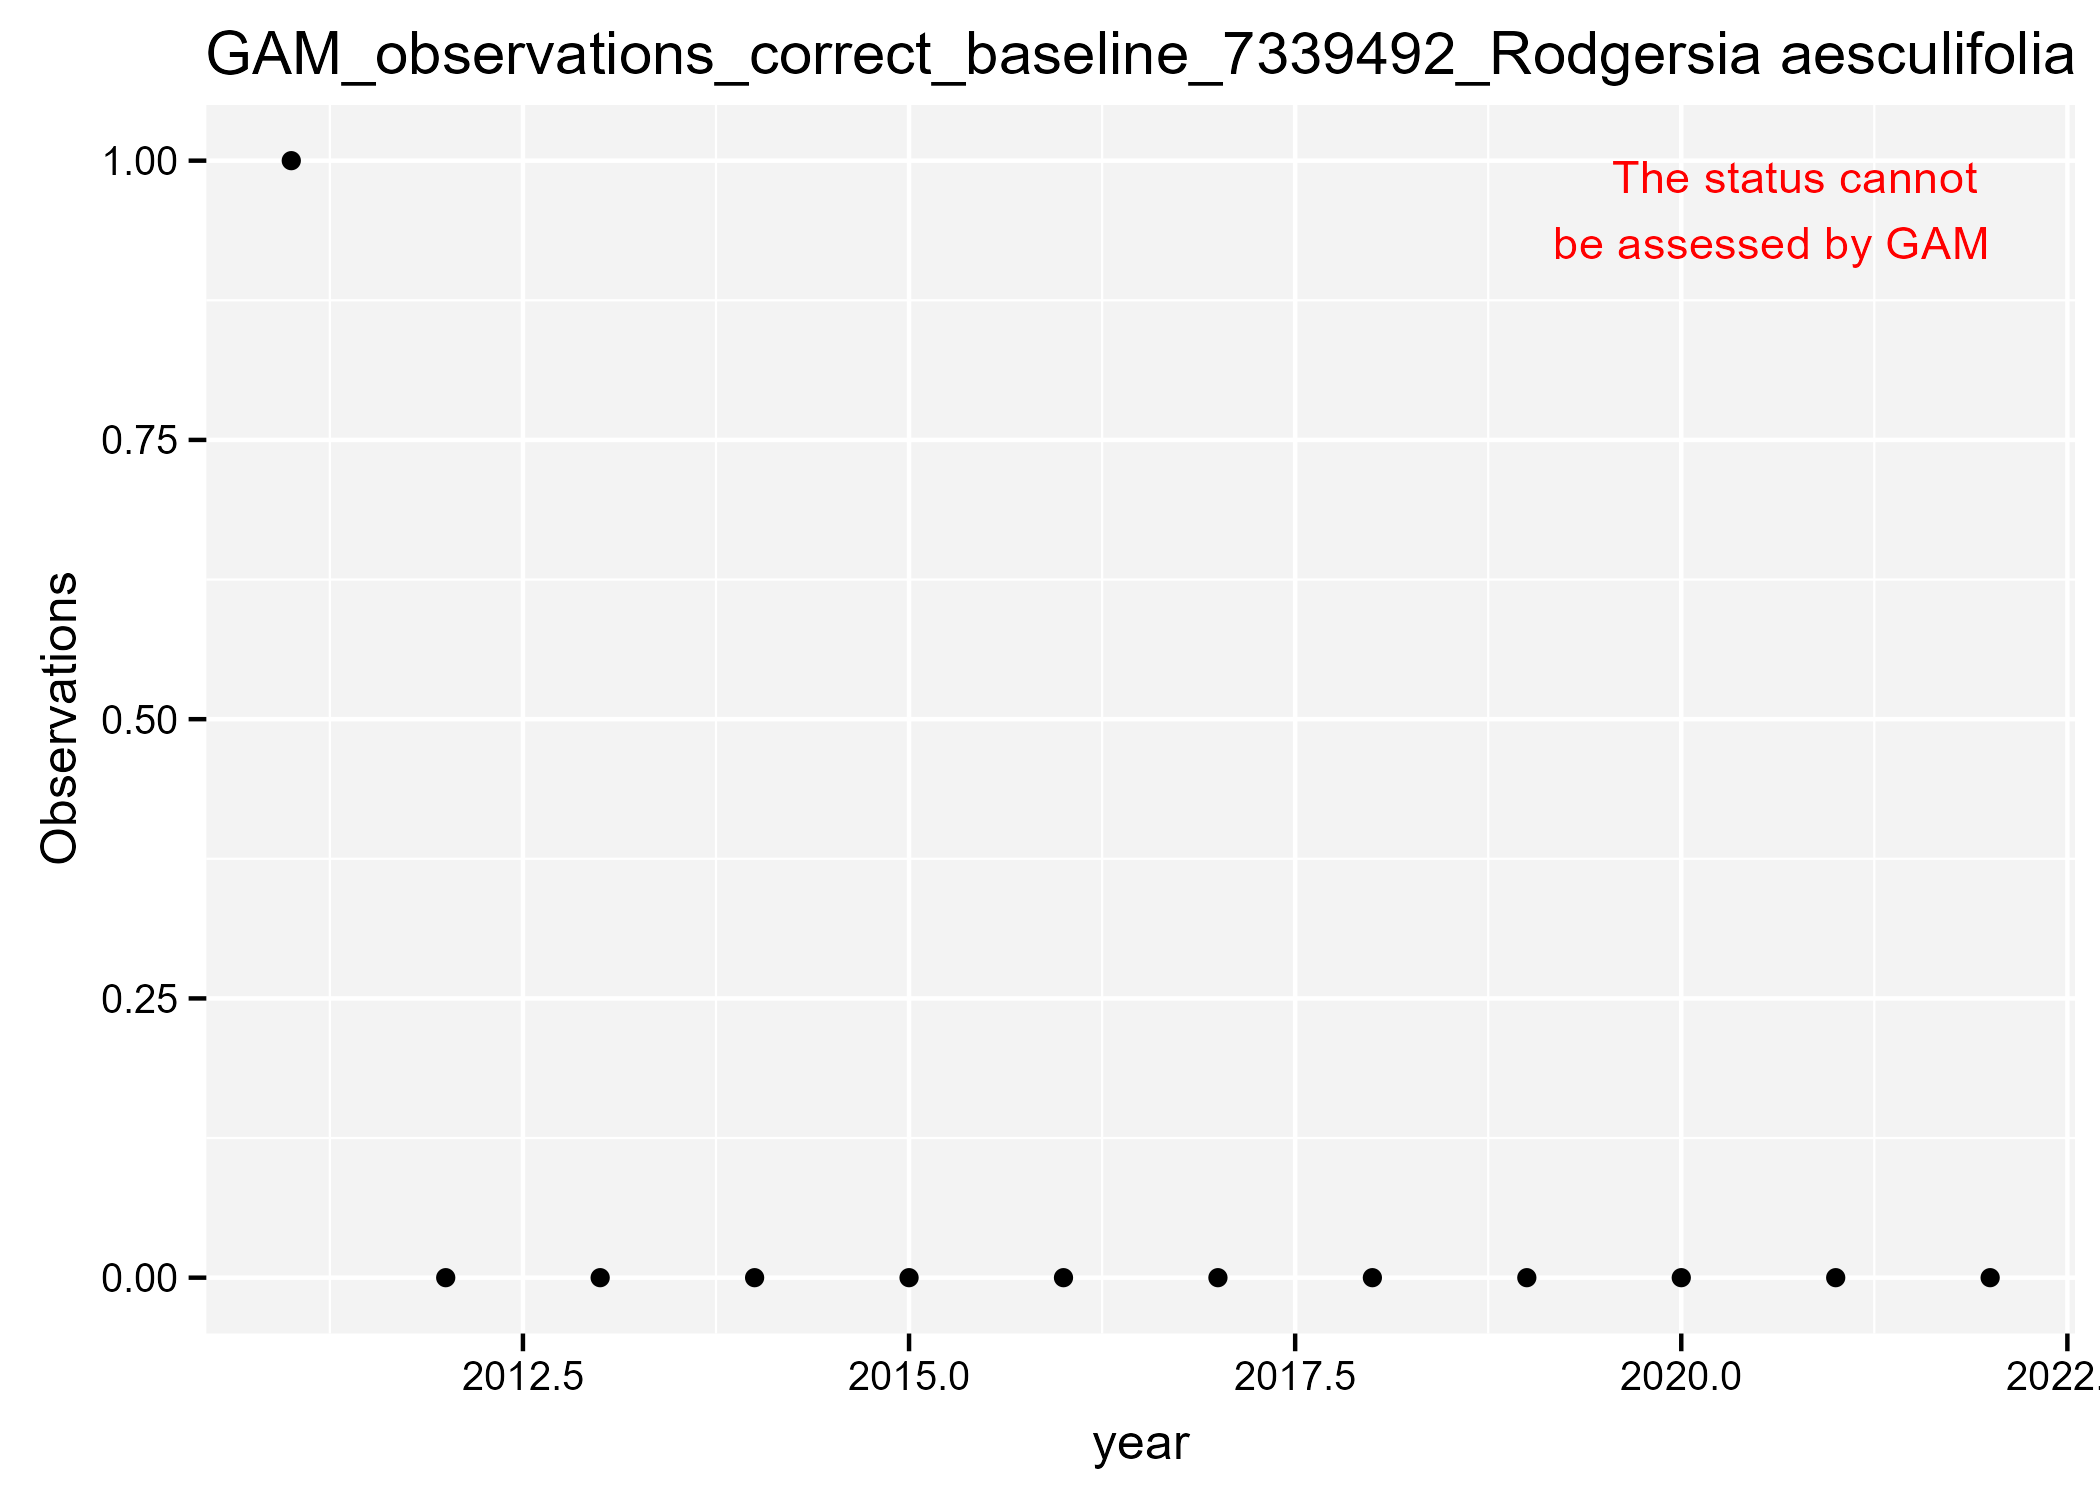 GAM_observations_correct_baseline_7339492_Rodgersia aesculifolia
The status cannot
be assessed by GAM
1.00
0.75
0.50
0.25
0.00
Observations
2012.5
2015.0
2017.5
2020.0
2022.
year